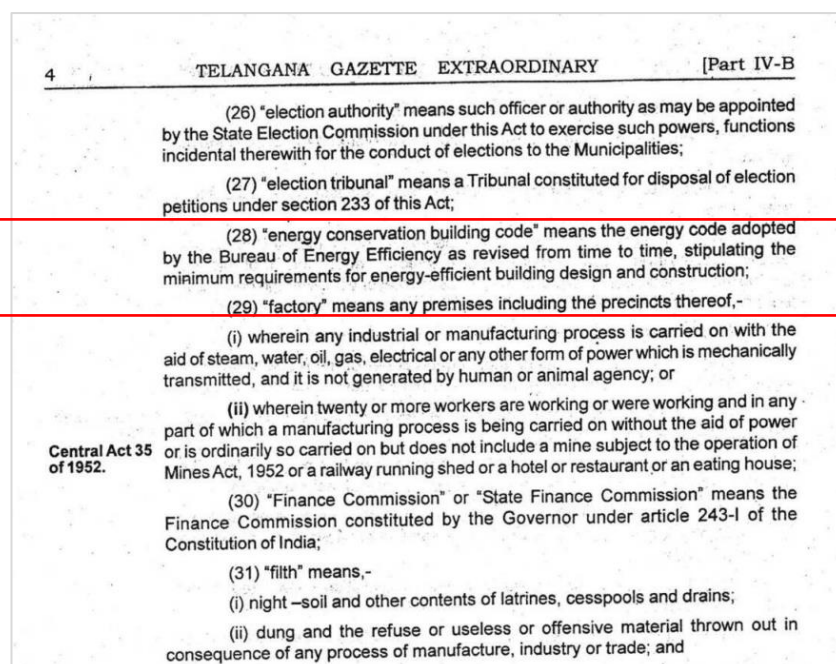 4 TELANGANA GAZETTE EXTRAORDINARY [Part IV-B
(26) "election authority" means such officer or authority as may be appointed
by the State Election Commission under this Act to exercise such powers, functions
incidental therewith for the conduct of elections to the Municipalities;
(27) "election tribunal" means a Tribunal constituted for disposal of election
petitions under section 233 of this Act;
(28) "energy conservation building code" means the energy code adopted
by the Bureau of Energy Efficiency as revised from time to time, stipulating the
minimum requirements for energy-efficient building design and construction;
(29) "factory" means any premises including the precincts thereof,-
(i) wherein any industrial or manufacturing process is carried on with the
aid of steam, water, oil, gas, electrical or any other form of power which is mechanically
transmitted, and it is not generated by human or animal agency; or
(ii) wherein twenty or more workers are working or were working and in any
part of which a manufacturing process is being carried on without the aid of power
Central Act 35 or is ordinarily so carried on but does not include a mine subject to the operation of
of 1952. Mines Act, 1952 or a railway running shed or a hotel or restaurant or an eating house;
(30) "Finance Commission" or "State Finance Commission" means the
Finance Commission constituted by the Governor under article 243-I of the
Constitution of India;
(31) "filth" means,-
(i) night –soil and other contents of latrines, cesspools and drains;
(ii) dung and the refuse or useless or offensive material thrown out in
consequence of any process of manufacture, industry or trade; and